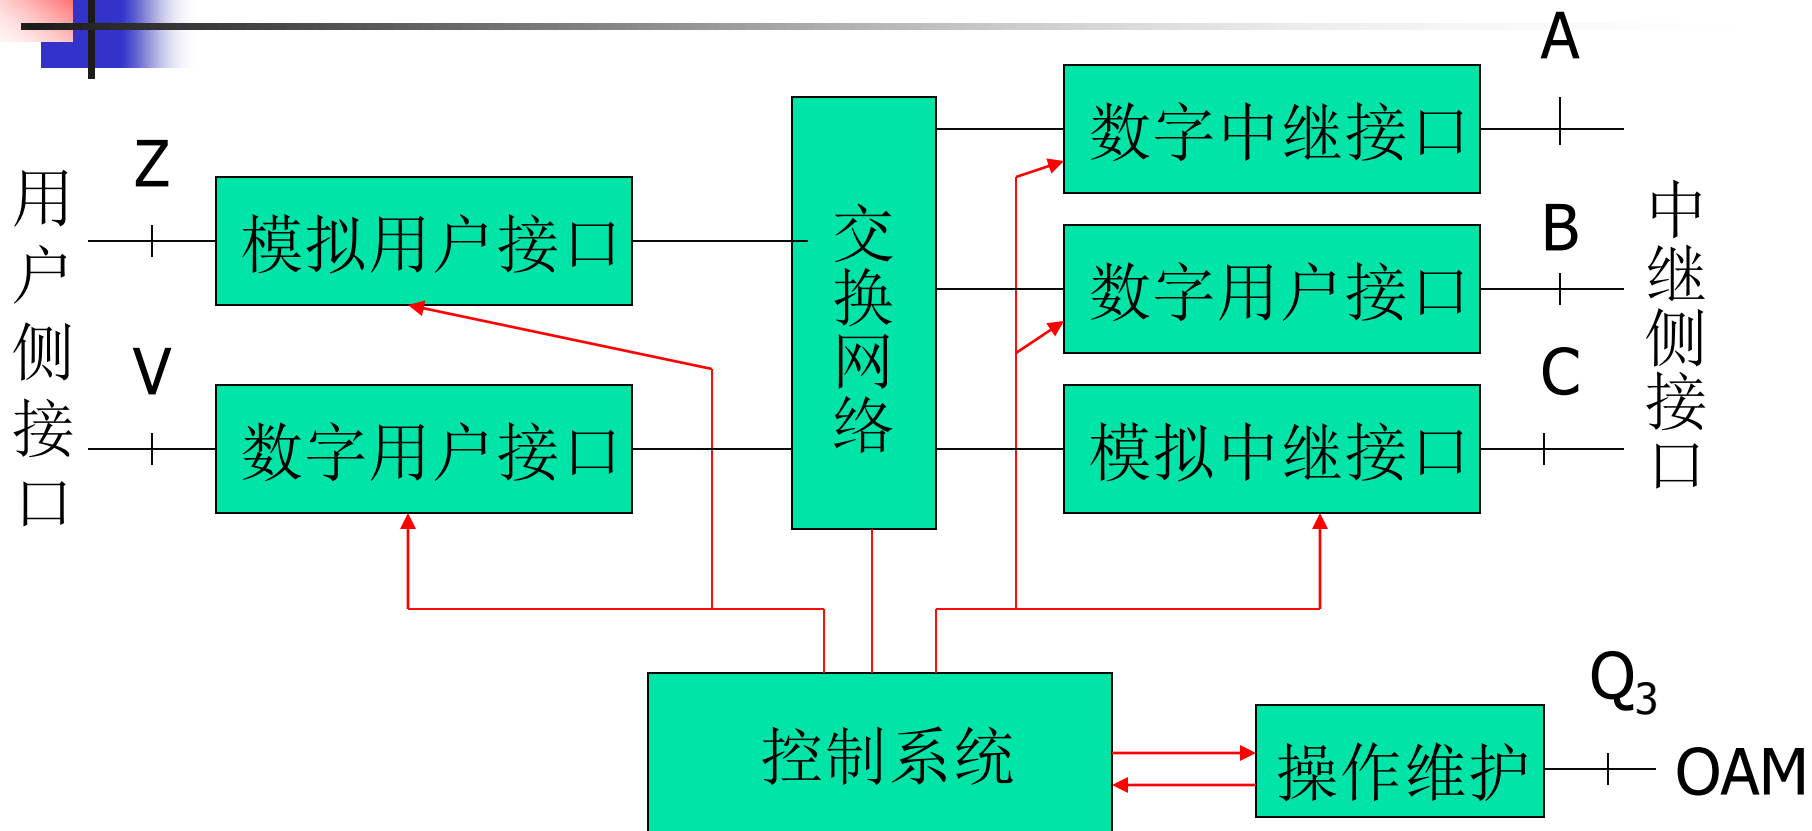 用户侧接口
Z
模拟用户接口
V
数字用户接口
交换网络
数字中继接口
A
数字用户接口
B
模拟中继接口
C
中继侧接口
控制系统
操作维护
Q3
OAM